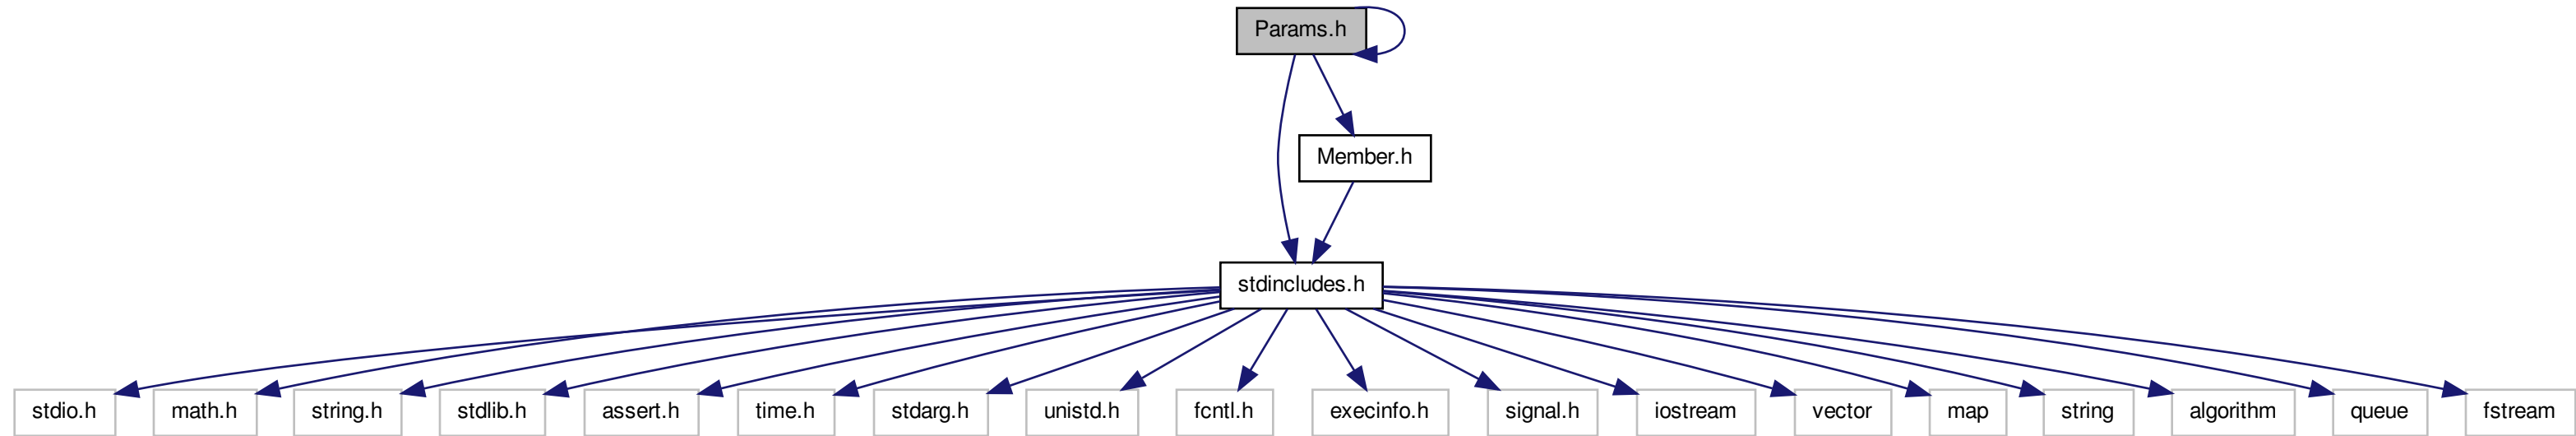 Params.h
Member.h
stdincludes.h
stdio.h
math.h
string.h
stdlib.h
assert.h
time.h
stdarg.h
unistd.h
fcntl.h
execinfo.h
signal.h
iostream
vector
map
string
algorithm
queue
fstream